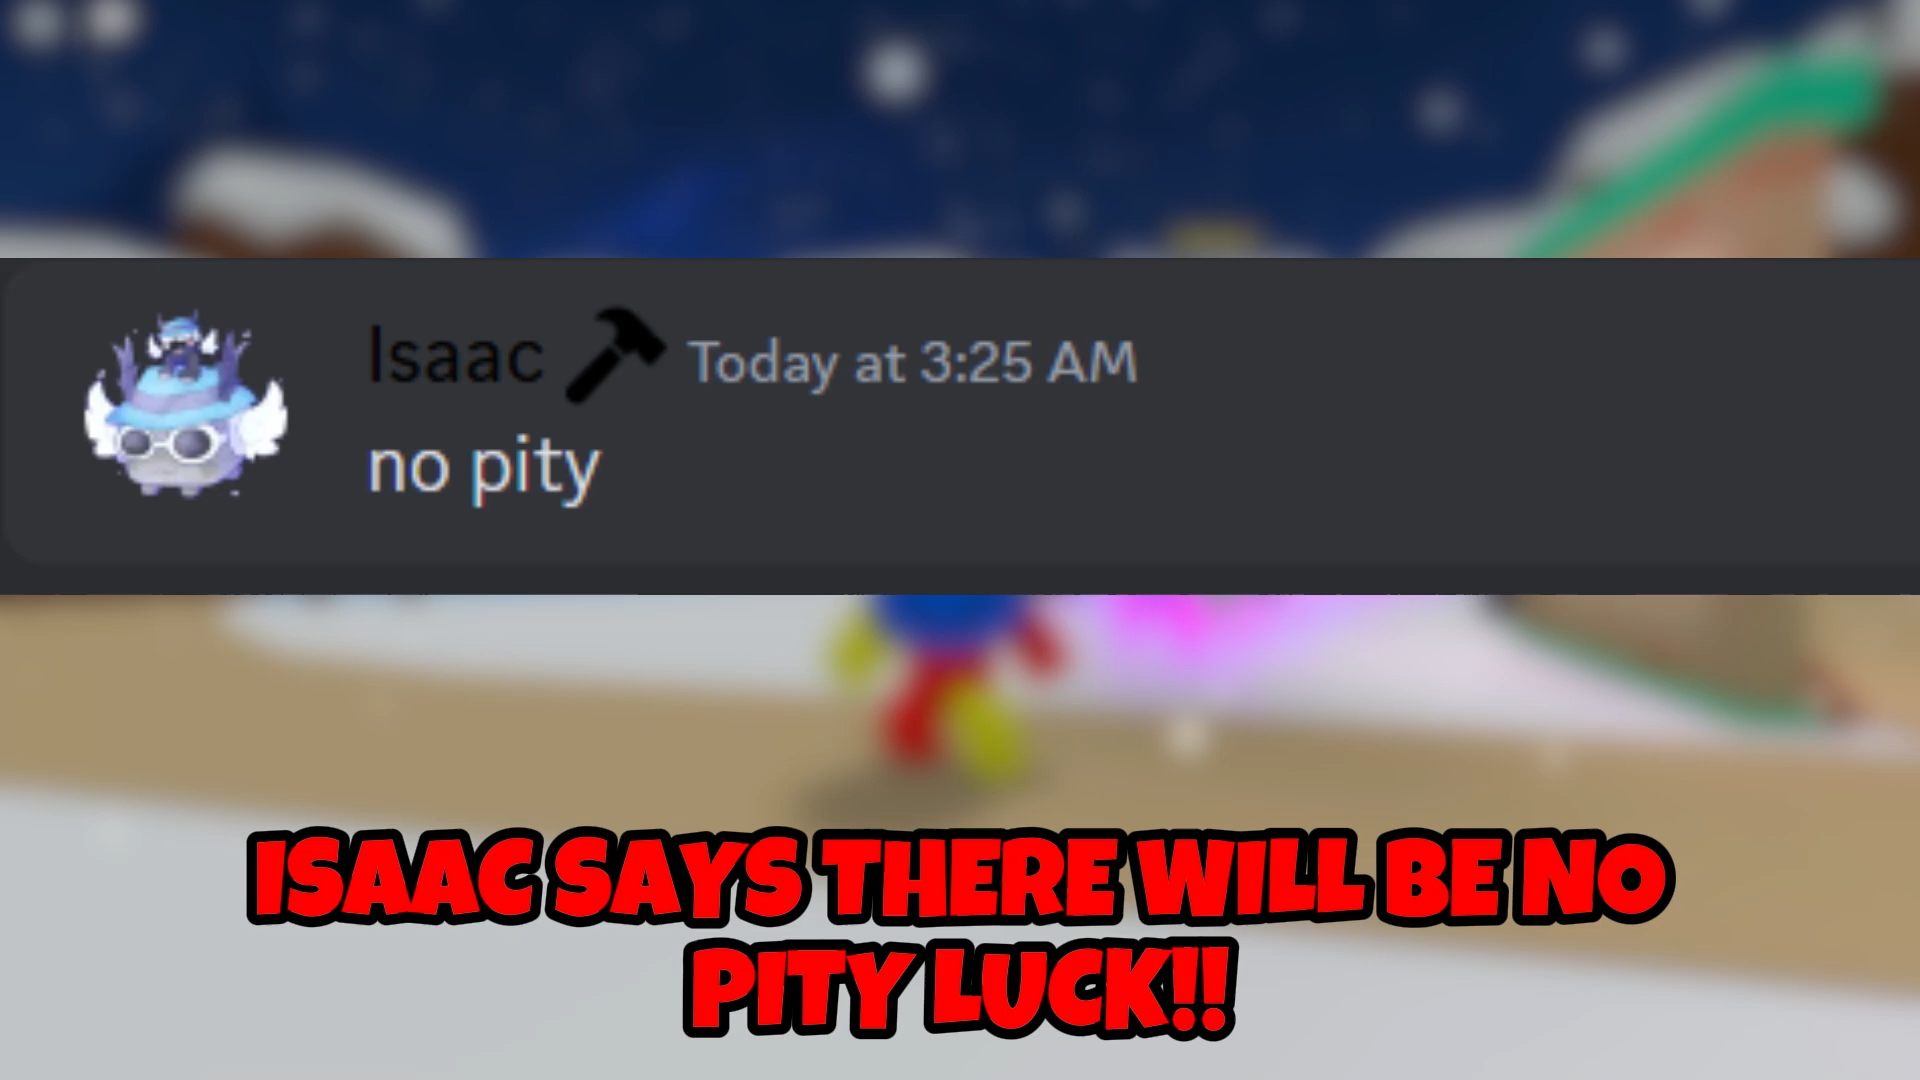 Isaac Today at 3:25 AM
no pity
ISAAC SAYS THERE WILL BE NO
PITY LUCK!!